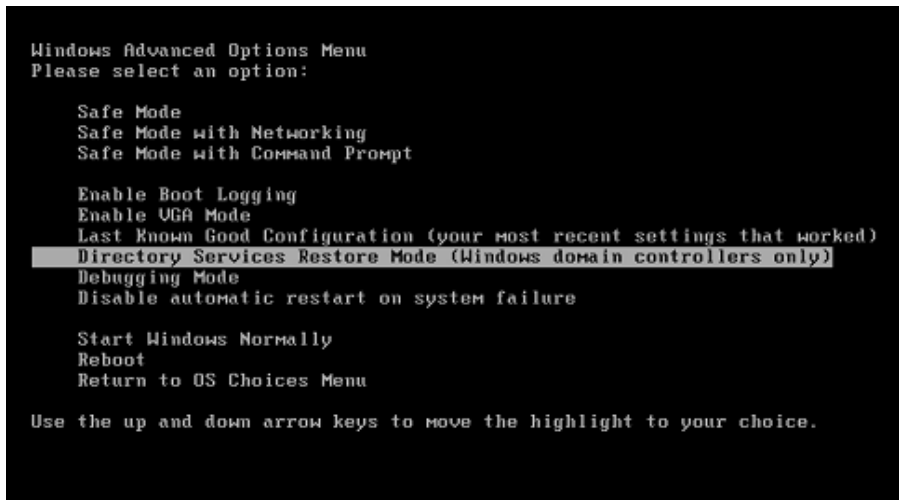 Windows Advanced Options Menu
Please select an option:
Safe Mode
Safe Mode with Networking
Safe Mode with Command Prompt
Enable Boot Logging
Enable VGA Mode
Last Known Good Configuration (your most recent settings that worked)
Directory Services Restore Mode (Windows domain controllers only)
Debugging Mode
Disable automatic restart on system failure
Start Windows Normally
Reboot
Return to OS Choices Menu
Use the up and down arrow keys to move the highlight to your choice.